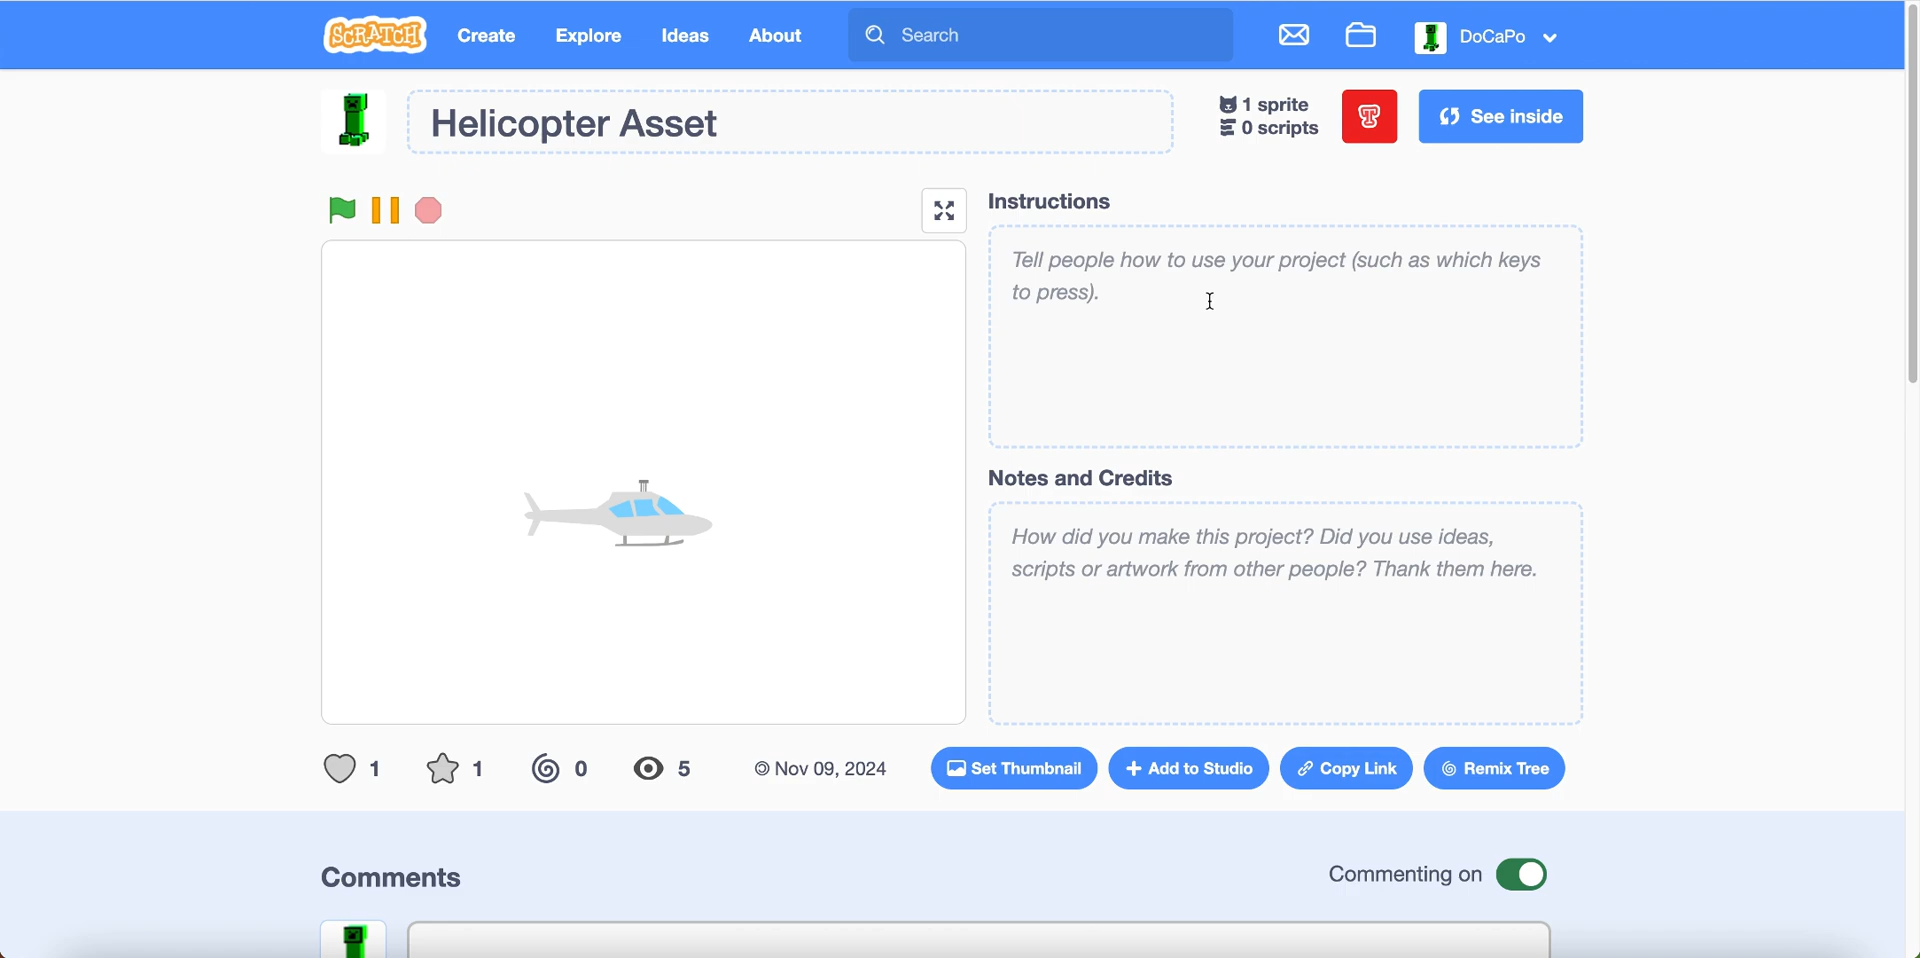 SCRATCH Create Explore Ideas About Search DoCaPo
Helicopter Asset
1 sprite
0 scripts
See inside
Instructions
Tell people how to use your project (such as which keys
to press).
Notes and Credits
How did you make this project? Did you use ideas,
scripts or artwork from other people? Thank them here.
1 1 0 5 Nov 09, 2024 Set Thumbnail Add to Studio Copy Link Remix Tree
Comments
Commenting on